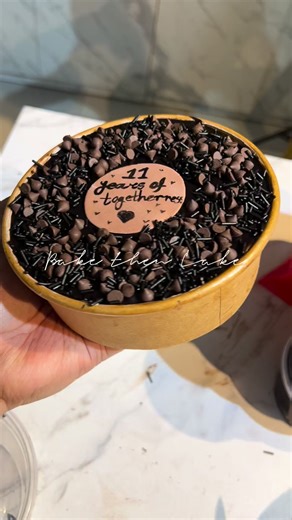 11
years of
togetherness
Bake then Cake